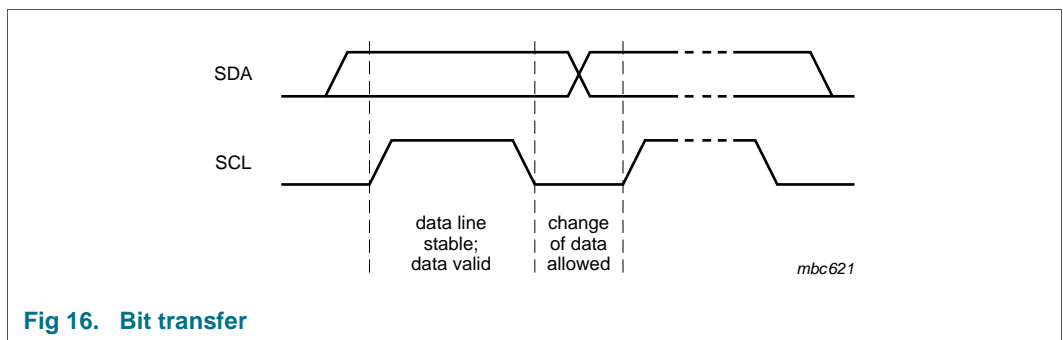 SDA
SCL
data line
stable;
data valid
change
of data
allowed
mbc621
Fig 16. Bit transfer